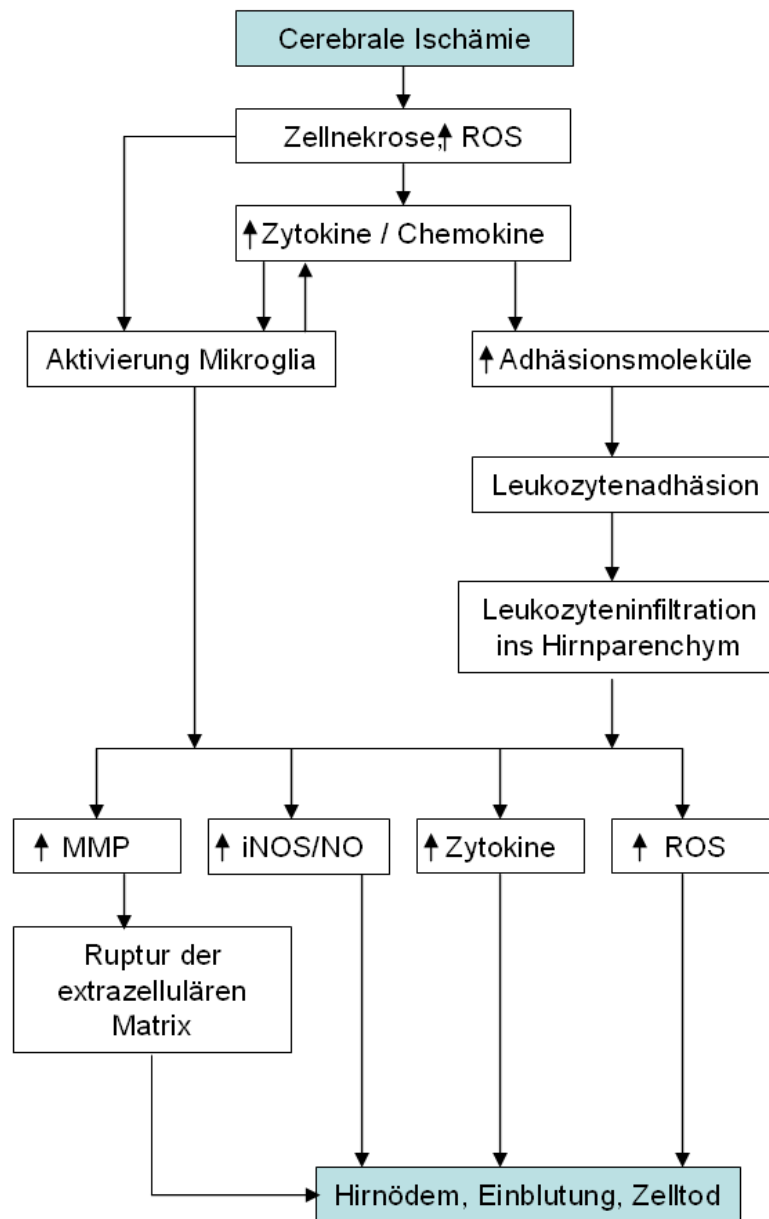 Cerebrale Ischämie
Zellnekrose,↑ ROS
↑Zytokine / Chemokine
Aktivierung Mikroglia
↑Adhäsionsmoleküle
Leukozytenadhäsion
Leukozyteninfiltration
ins Hirnparenchym
↑ MMP
↑ iNOS/NO
↑Zytokine
↑ ROS
Ruptur der
extrazellulären
Matrix
Hirnödem, Einblutung, Zelltod